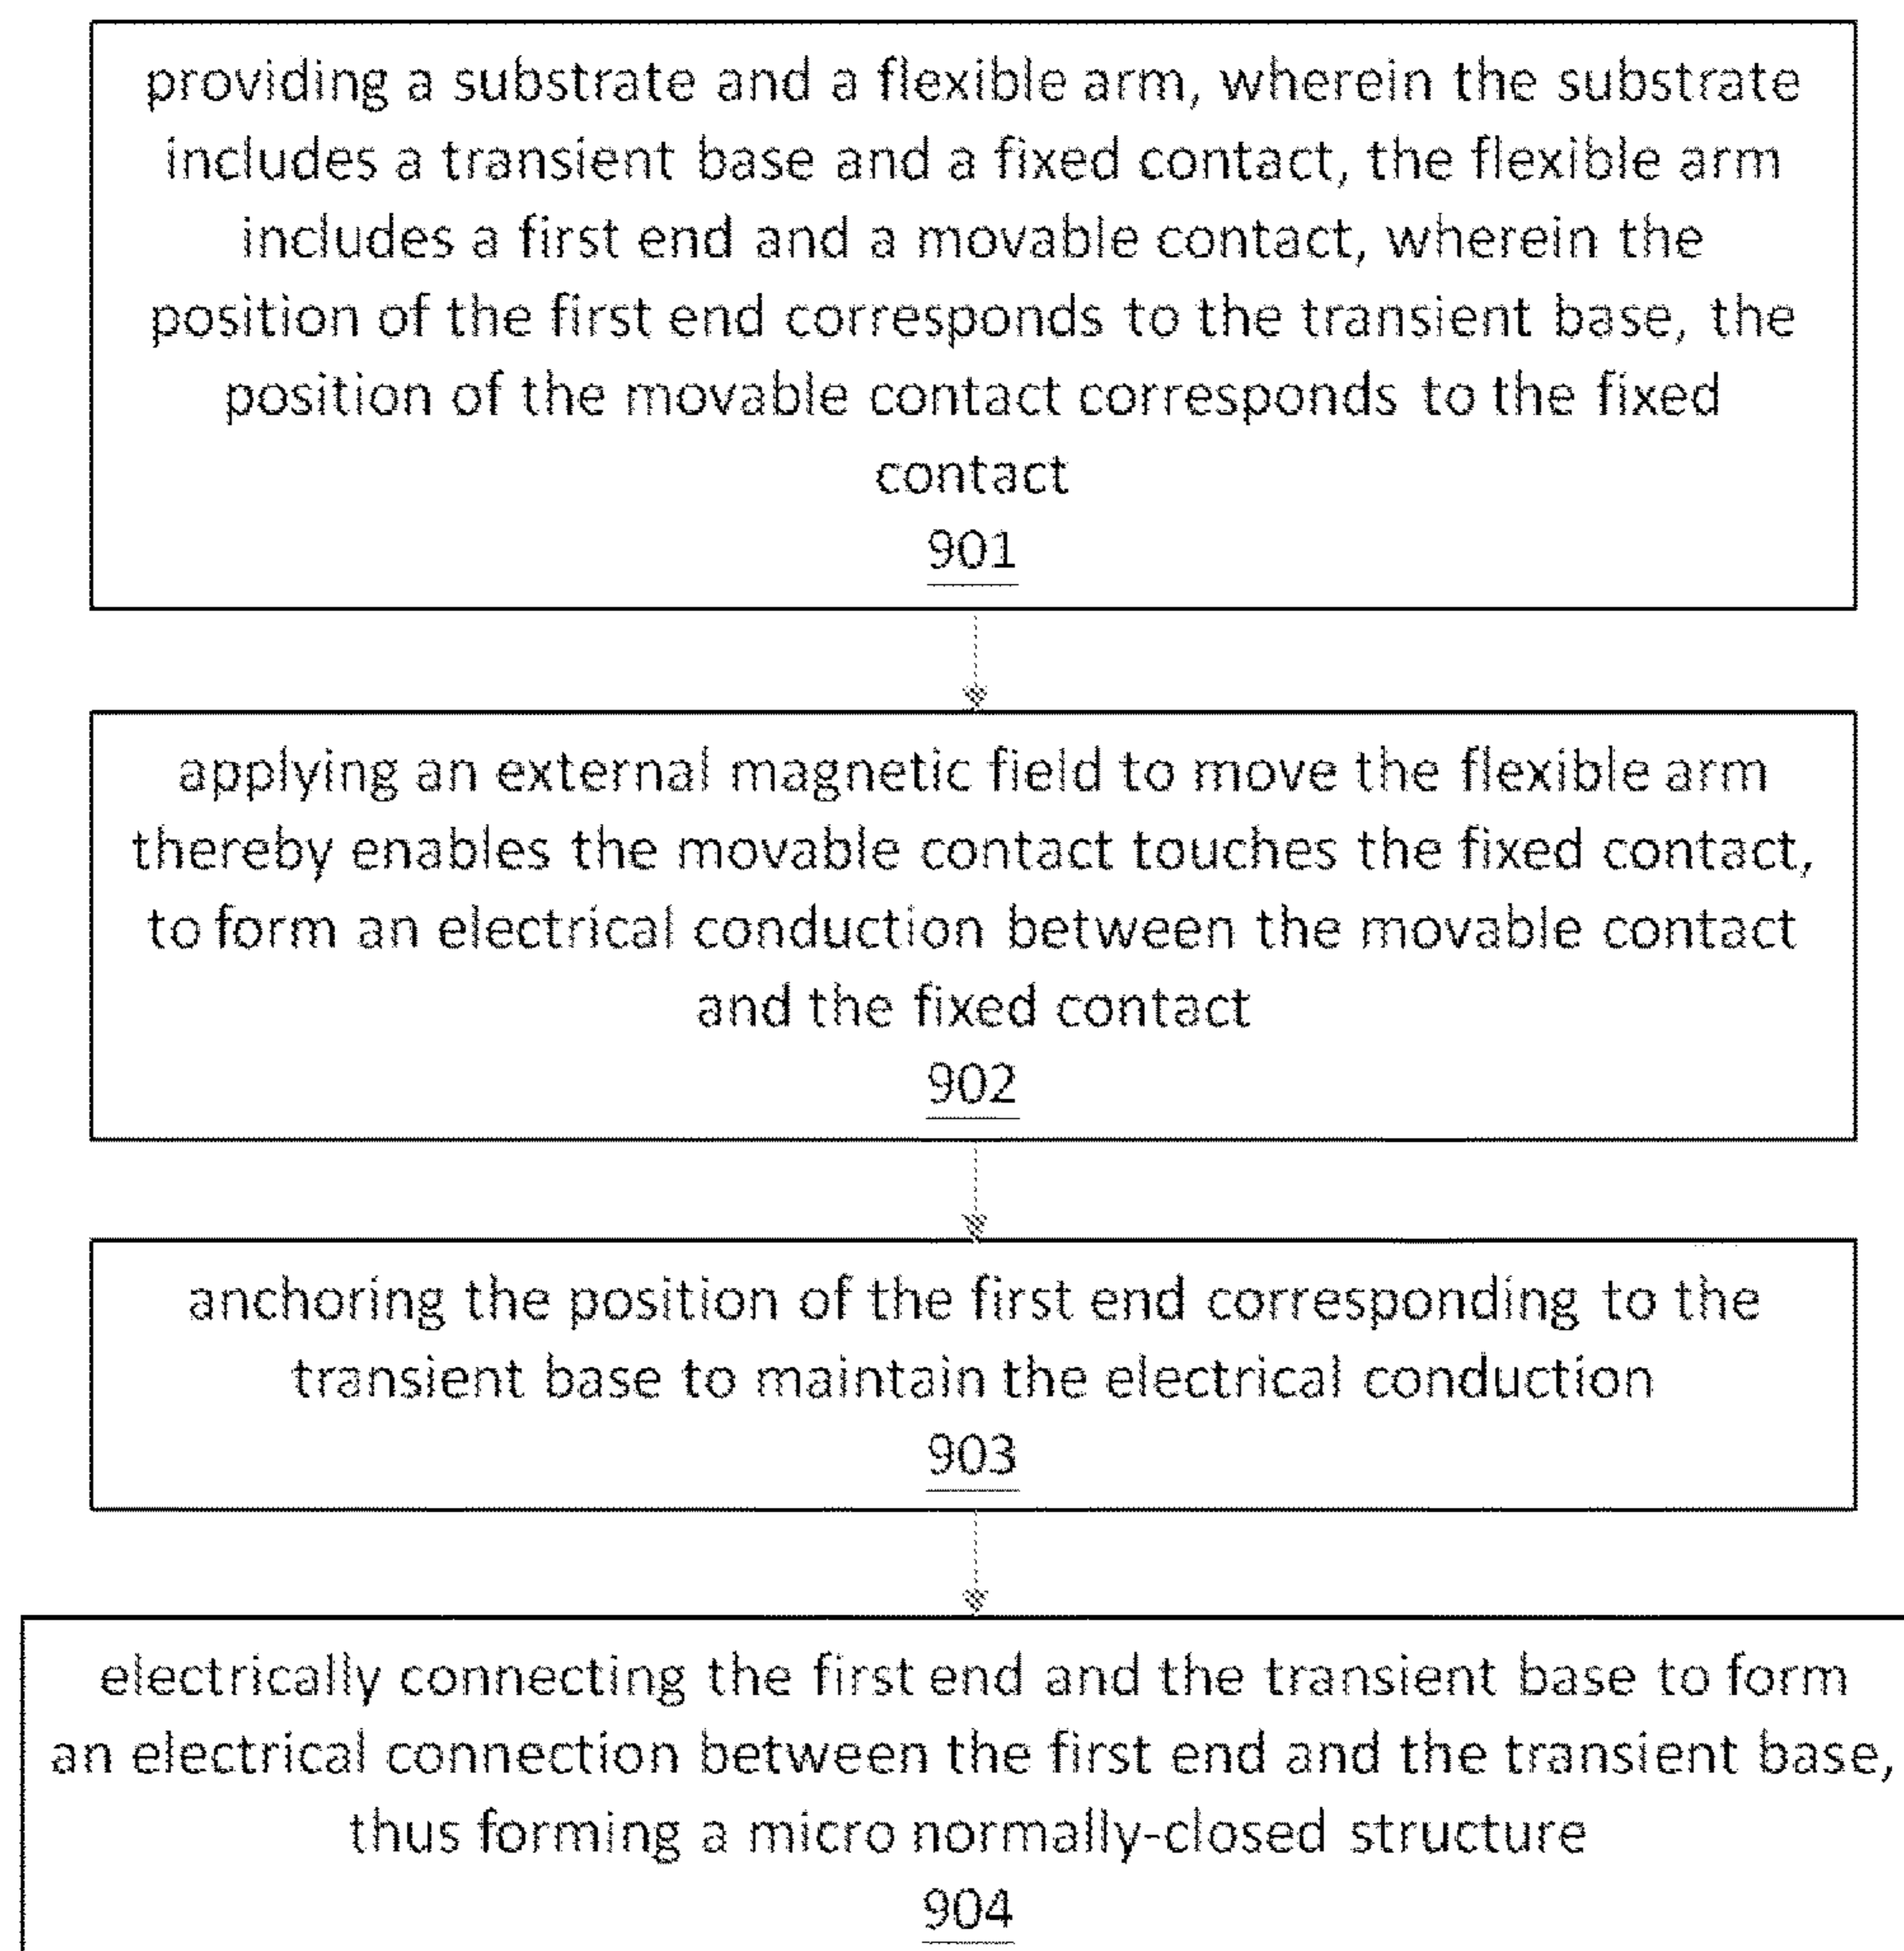 providing a substrate and a flexible arm, wherein the substrate
includes a transient base and a fixed contact, the flexible arm
includes a first end and a movable contact, wherein the
position of the first end corresponds to the transient base, the
position of the movable contact corresponds to the fixed
contact
901
applying an external magnetic field to move the flexible arm
thereby enables the movable contact touches the fixed contact,
to form an electrical conduction between the movable contact
and the fixed contact
902
anchoring the position of the first end corresponding to the
transient base to maintain the electrical conduction
903
electrically connecting the first end and the transient base to form
an electrical connection between the first end and the transient base,
thus forming a micro normally-closed structure
904